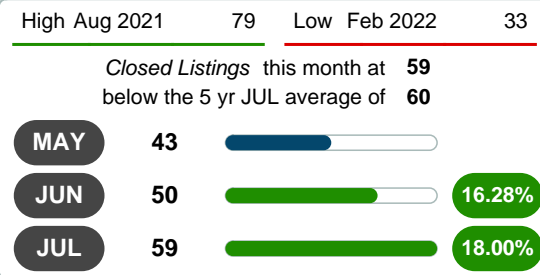 High Aug 2021 79 Low Feb 2022 33
Closed Listings this month at 59
below the 5 yr JUL average of 60
MAY 43
JUN 50 16.28%
JUL 59 18.00%